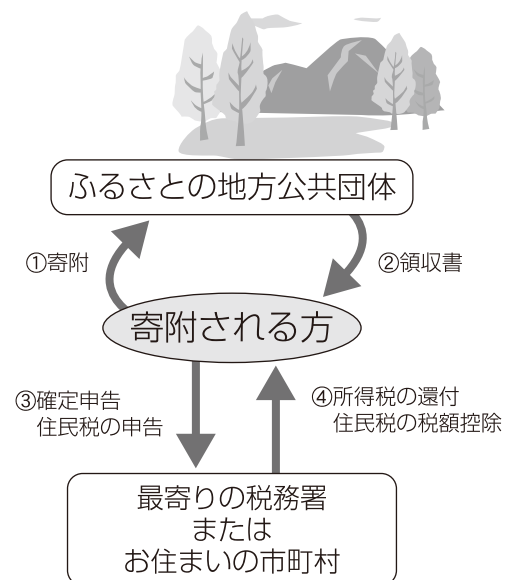 ふるさとの地方公共団体
①寄附
②領収書
寄附される方
③確定申告
住民税の申告
④所得税の還付
住民税の税額控除
最寄りの税務署
または
お住まいの市町村